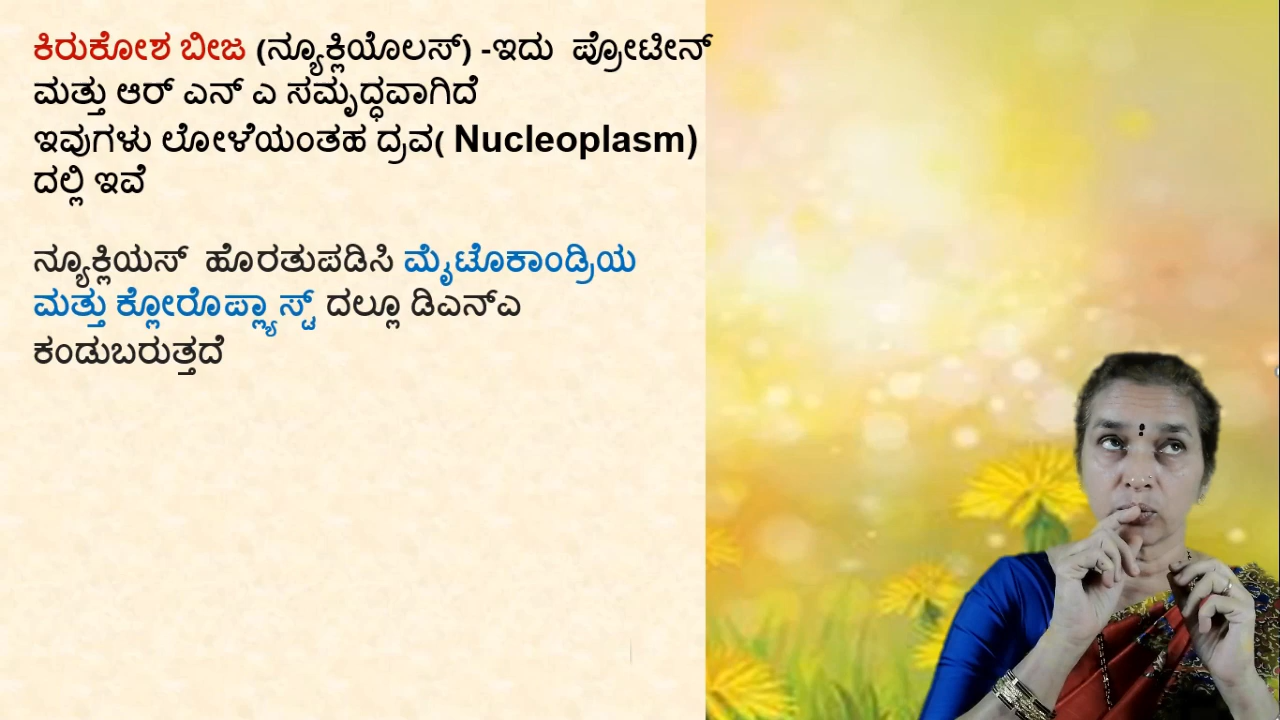 ಕಿರುಕೋಶ ಬೀಜ (ನ್ಯೂಕ್ಲಿಯೊಲಸ್) -ಇದು ಪ್ರೋಟೀನ್
ಮತ್ತು ಆರ್ ಎನ್ ಎ ಸಮೃದ್ಧವಾಗಿದೆ
ಇವುಗಳು ಲೋಳೆಯಂತಹ ದ್ರವ( Nucleoplasm)
ದಲ್ಲಿ ಇವೆ
ನ್ಯೂಕ್ಲಿಯಸ್ ಹೊರತುಪಡಿಸಿ ಮೈಟೊಕಾಂಡ್ರಿಯ
ಮತ್ತು ಕ್ಲೋರೊಪ್ಲ್ಯಾಸ್ಟ್ ದಲ್ಲೂ ಡಿಎನ್ಎ
ಕಂಡುಬರುತ್ತದೆ